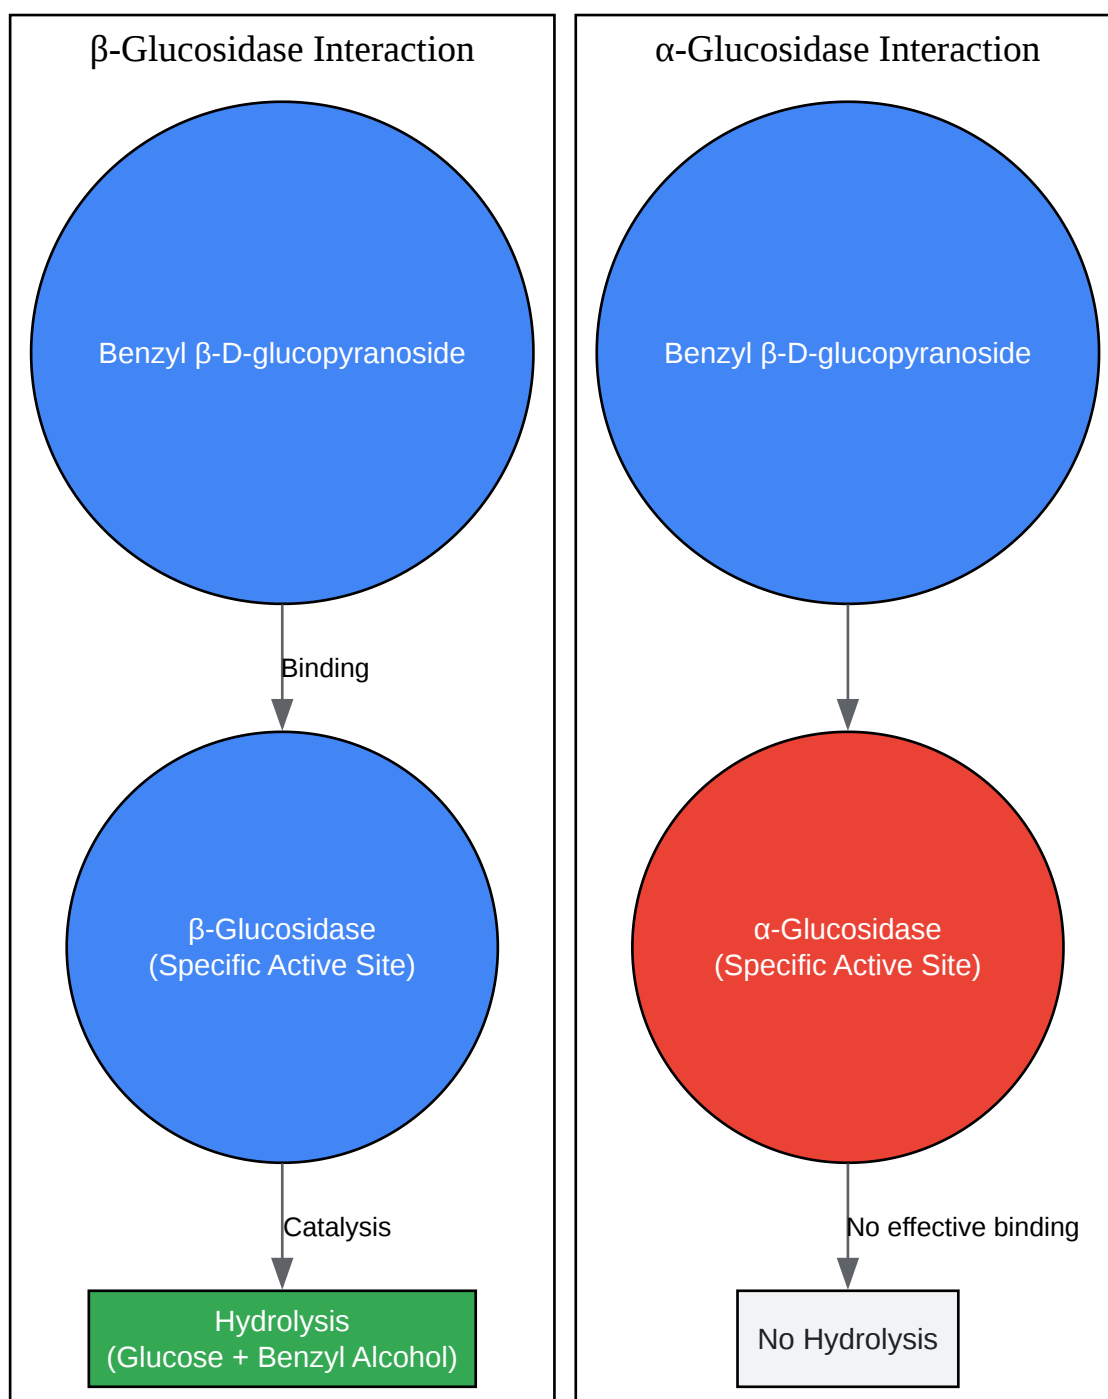 β-Glucosidase Interaction
Benzyl β-D-glucopyranoside
Binding
β-Glucosidase
(Specific Active Site)
Catalysis
Hydrolysis
(Glucose + Benzyl Alcohol)
α-Glucosidase Interaction
Benzyl β-D-glucopyranoside
α-Glucosidase
(Specific Active Site)
No effective binding
No Hydrolysis